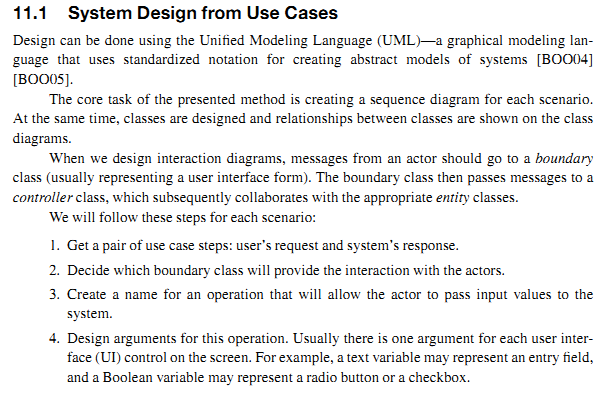 11.1 System Design from Use Cases
Design can be done using the Unified Modeling Language (UML)—a graphical modeling lan-
guage that uses standardized notation for creating abstract models of systems [BOO04]
[BOO05].
The core task of the presented method is creating a sequence diagram for each scenario.
At the same time, classes are designed and relationships between classes are shown on the class
diagrams.
When we design interaction diagrams, messages from an actor should go to a boundary
class (usually representing a user interface form). The boundary class then passes messages to a
controller class, which subsequently collaborates with the appropriate entity classes.
We will follow these steps for each scenario:
1. Get a pair of use case steps: user's request and system's response.
2. Decide which boundary class will provide the interaction with the actors.
3. Create a name for an operation that will allow the actor to pass input values to the
system.
4. Design arguments for this operation. Usually there is one argument for each user inter-
face (UI) control on the screen. For example, a text variable may represent an entry field,
and a Boolean variable may represent a radio button or a checkbox.